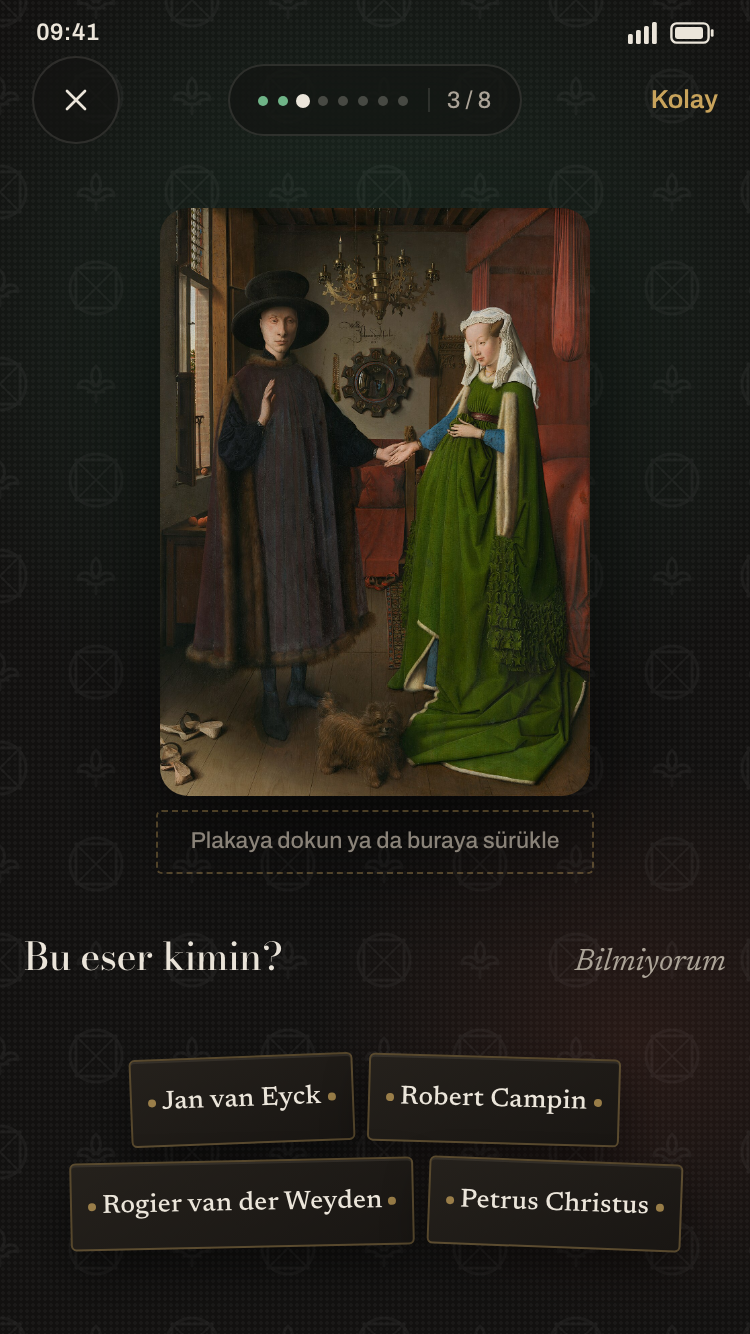 09:41
3 / 8
Kolay
Plakaya dokun ya da buraya sürükle
Bu eser kimin?
Bilmiyorum
Jan van Eyck
Robert Campin
Rogier van der Weyden
Petrus Christus